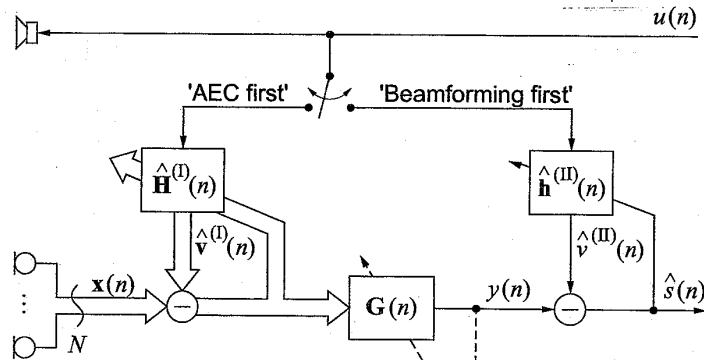 u(n)
'AEC first' 'Beamforming first'
Ĥ^(I)(n)
ĥ^(II)(n)
v̂^(I)(n)
v̂^(II)(n)
x(n)
N
−
G(n)
y(n)
−
ŝ(n)